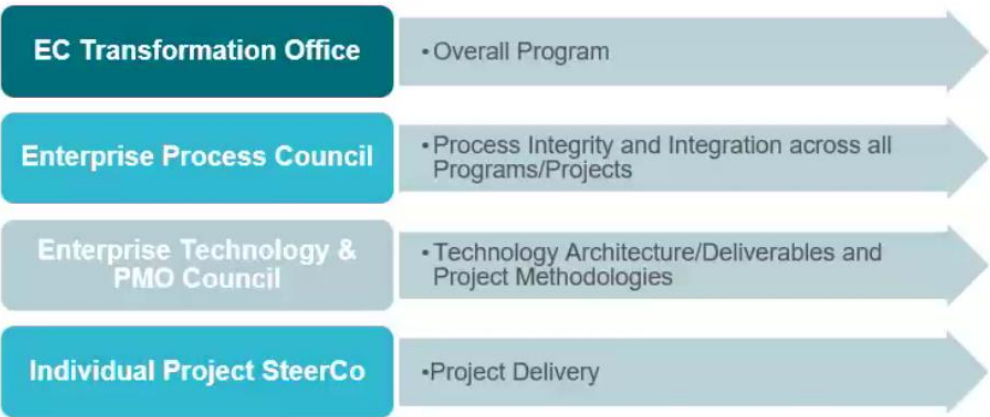 EC Transformation Office
• Overall Program
Enterprise Process Council
• Process Integrity and Integration across all
Programs/Projects
Enterprise Technology &
PMO Council
• Technology Architecture/Deliverables and
Project Methodologies
Individual Project SteerCo
•Project Delivery